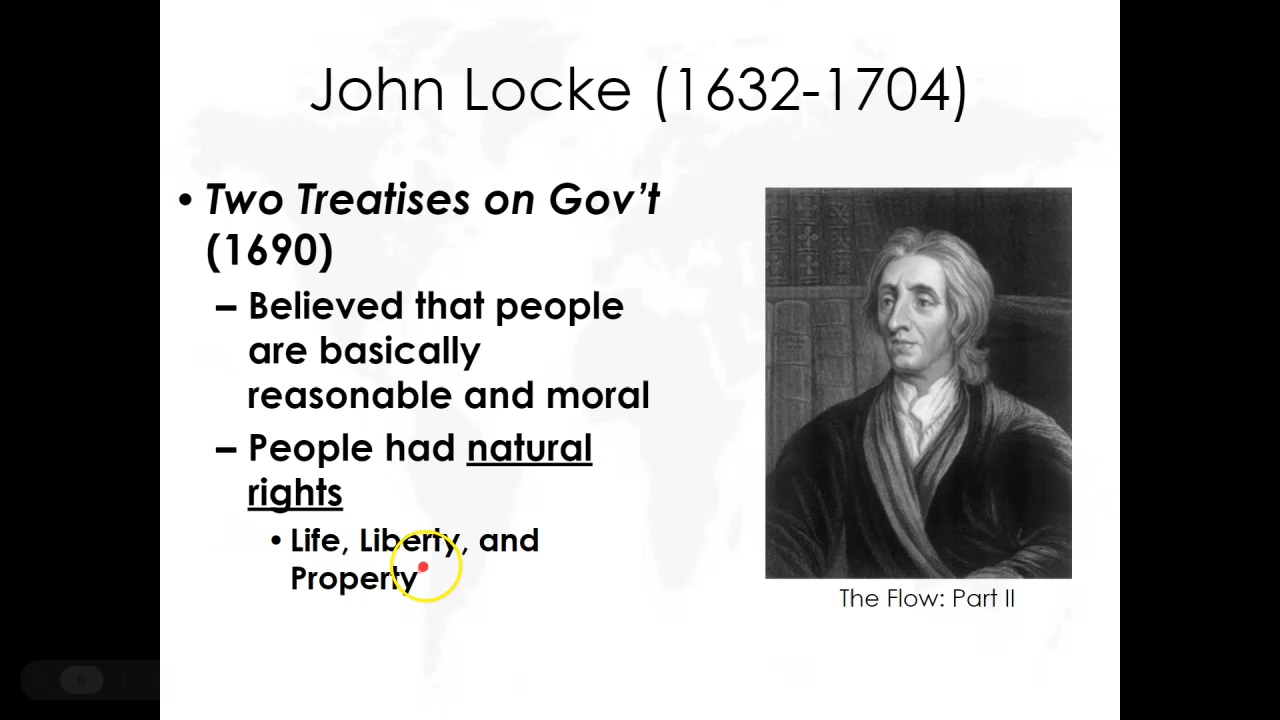 John Locke (1632-1704)
• Two Treatises on Gov't
(1690)
– Believed that people
are basically
reasonable and moral
– People had natural
rights
• Life, Liberty, and
Property
The Flow: Part II